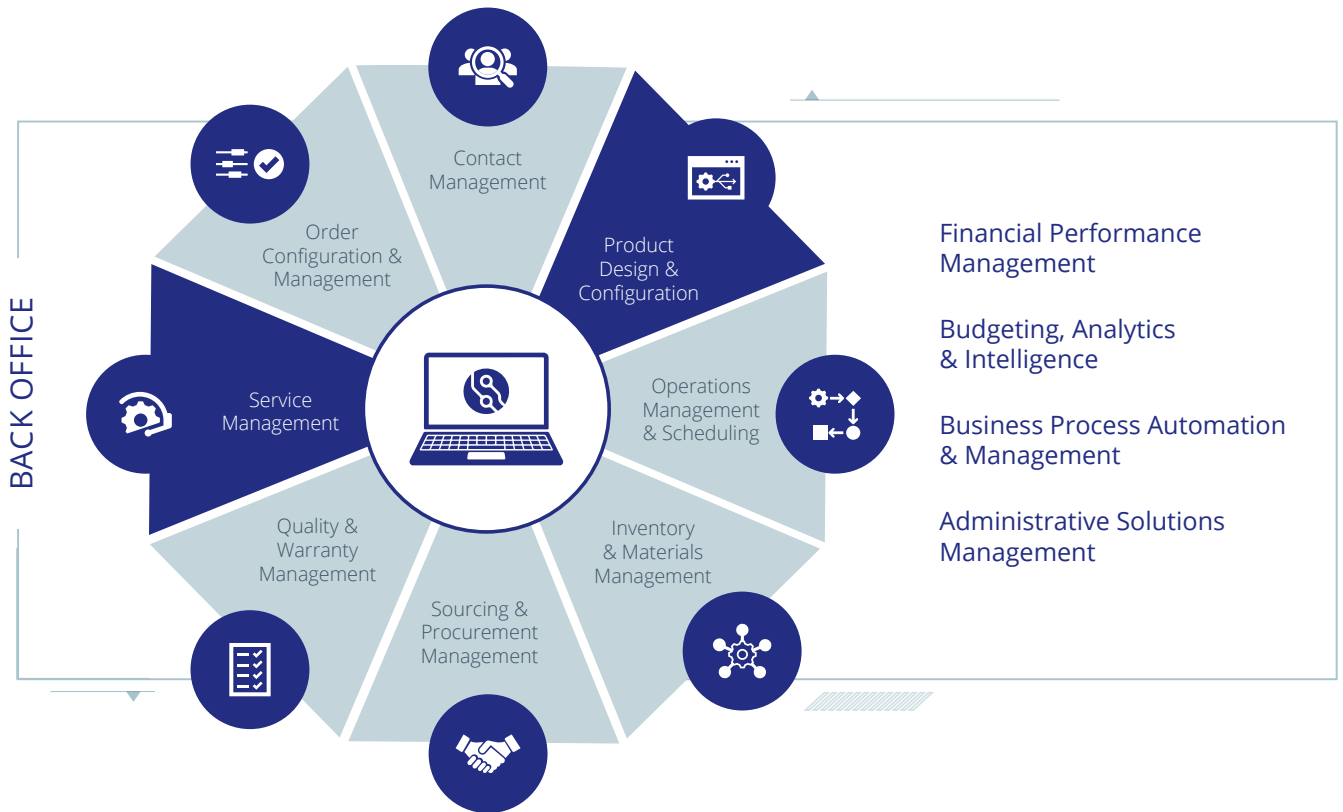 BACK OFFICE
Contact
Management
Product
Design &
Configuration
Operations
Management
& Scheduling
Inventory
& Materials
Management
Sourcing &
Procurement
Management
Quality &
Warranty
Management
Service
Management
Order
Configuration &
Management
Financial Performance
Management
Budgeting, Analytics
& Intelligence
Business Process Automation
& Management
Administrative Solutions
Management